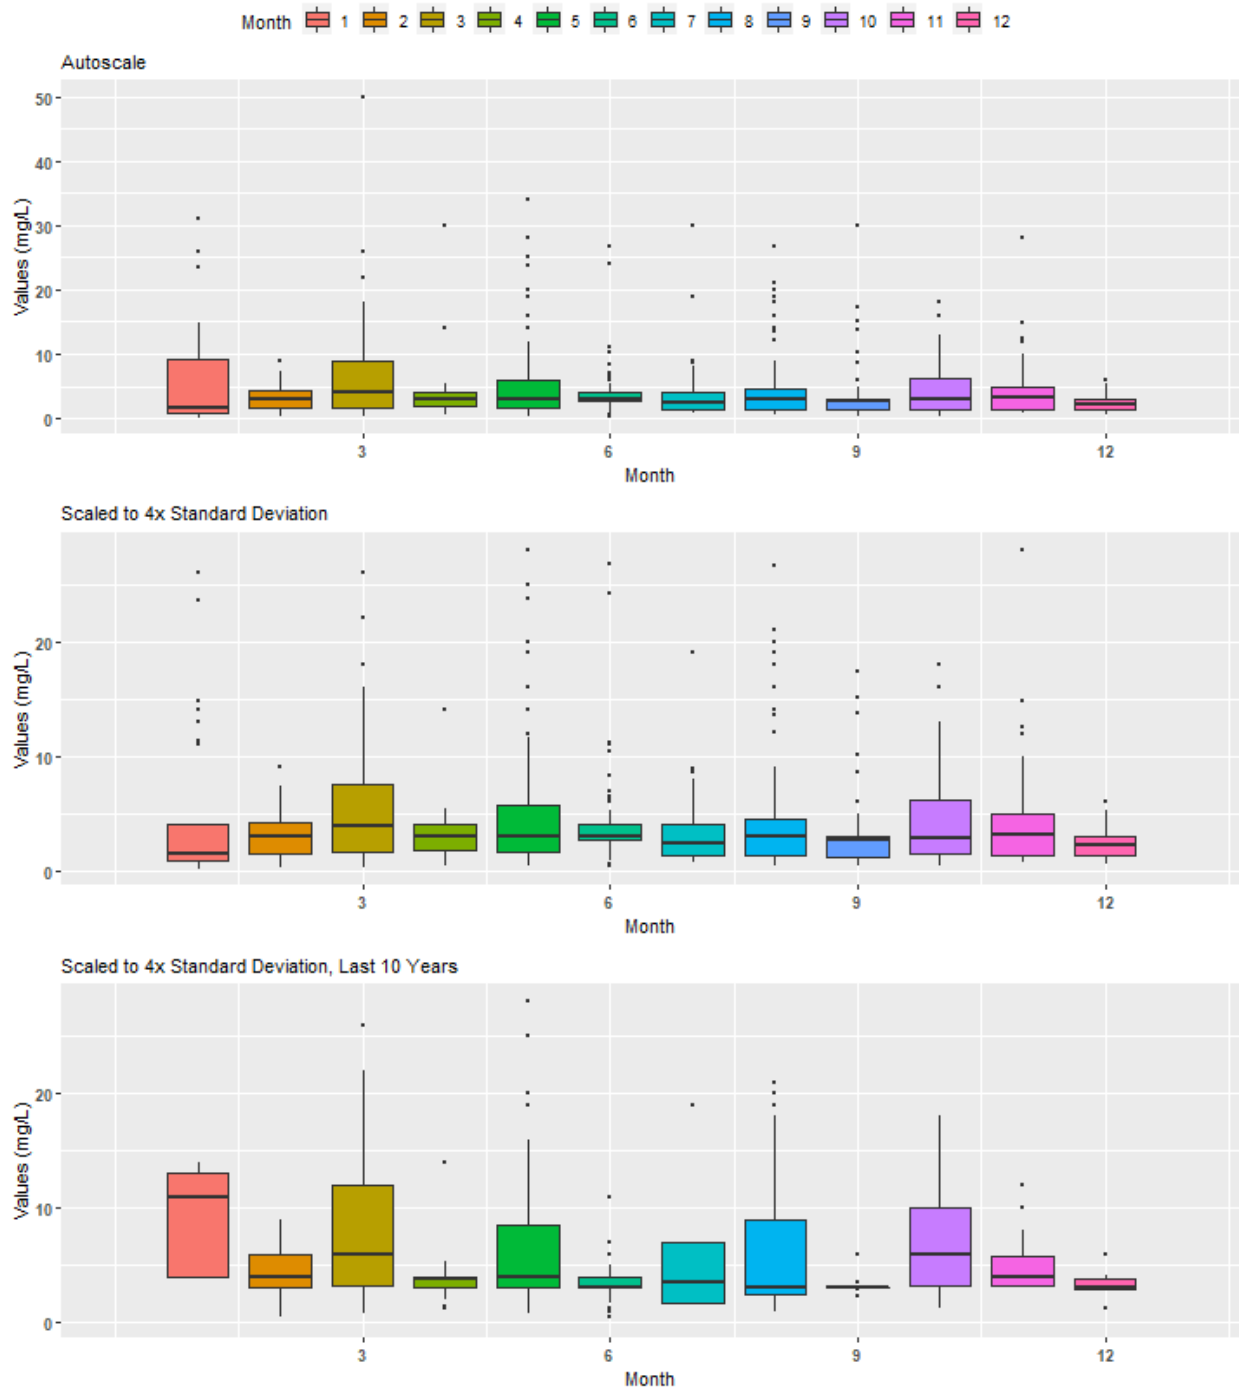 Month 1 2 3 4 5 6 7 8 9 10 11 12
Autoscale
Values (mg/L)
50
40
30
20
10
0
3 6 9 12
Month
Scaled to 4x Standard Deviation
Values (mg/L)
20
10
0
3 6 9 12
Month
Scaled to 4x Standard Deviation, Last 10 Years
Values (mg/L)
20
10
0
3 6 9 12
Month